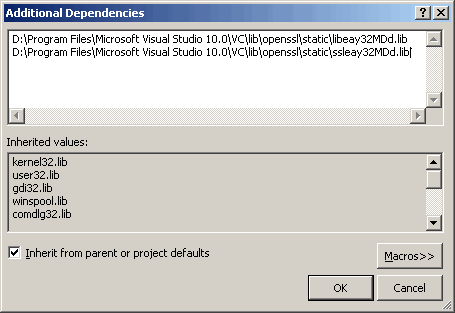 Additional Dependencies
D:\Program Files\Microsoft Visual Studio 10.0\VC\lib\openssl\static\libeay32MDd.lib
D:\Program Files\Microsoft Visual Studio 10.0\VC\lib\openssl\static\ssleay32MDd.lib
Inherited values:
kernel32.lib
user32.lib
gdi32.lib
winspool.lib
comdlg32.lib
Inherit from parent or project defaults
Macros>>
OK
Cancel